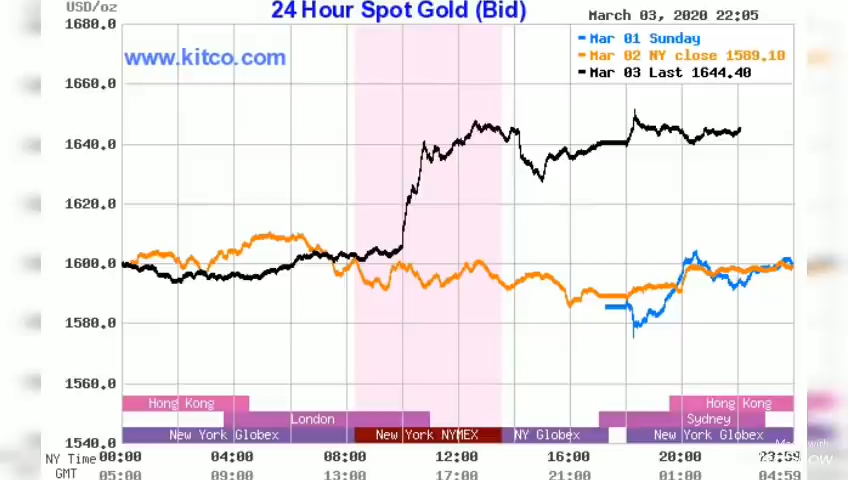 USD/oz
24 Hour Spot Gold (Bid)
March 03, 2020 22:05
www.kitco.com
Mar 01 Sunday
Mar 02 NY close 1589.10
Mar 03 Last 1644.40
1680.0
1660.0
1640.0
1620.0
1600.0
1580.0
1560.0
1540.0
Hong Kong
Hong Kong
London
Sydney
New York Globex
New York NYMEX
NY Globex
New York Globex
NY Time
00:00 04:00 08:00 12:00 16:00 20:00 23:59
GMT
05:00 09:00 13:00 17:00 21:00 01:00 04:59